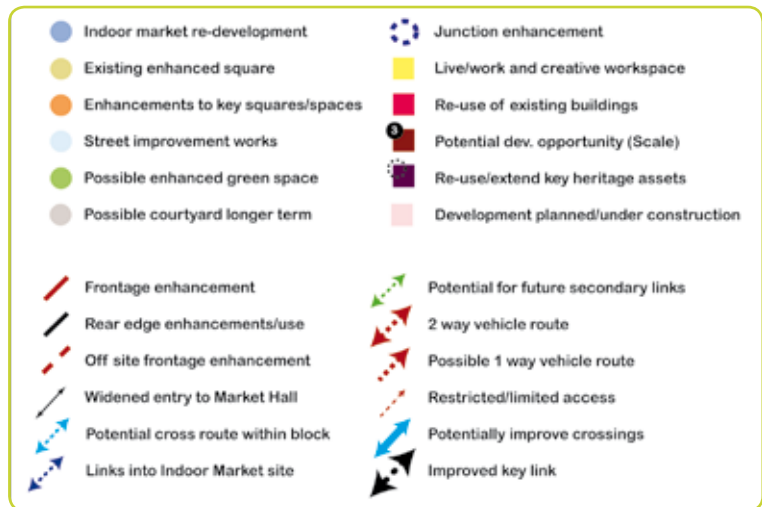 Indoor market re-development
Existing enhanced square
Enhancements to key squares/spaces
Street improvement works
Possible enhanced green space
Possible courtyard longer term
Junction enhancement
Live/work and creative workspace
Re-use of existing buildings
3
Potential dev. opportunity (Scale)
Re-use/extend key heritage assets
Development planned/under construction
Frontage enhancement
Rear edge enhancements/use
Off site frontage enhancement
Widened entry to Market Hall
Potential cross route within block
Links into Indoor Market site
Potential for future secondary links
2 way vehicle route
Possible 1 way vehicle route
Restricted/limited access
Potentially improve crossings
Improved key link